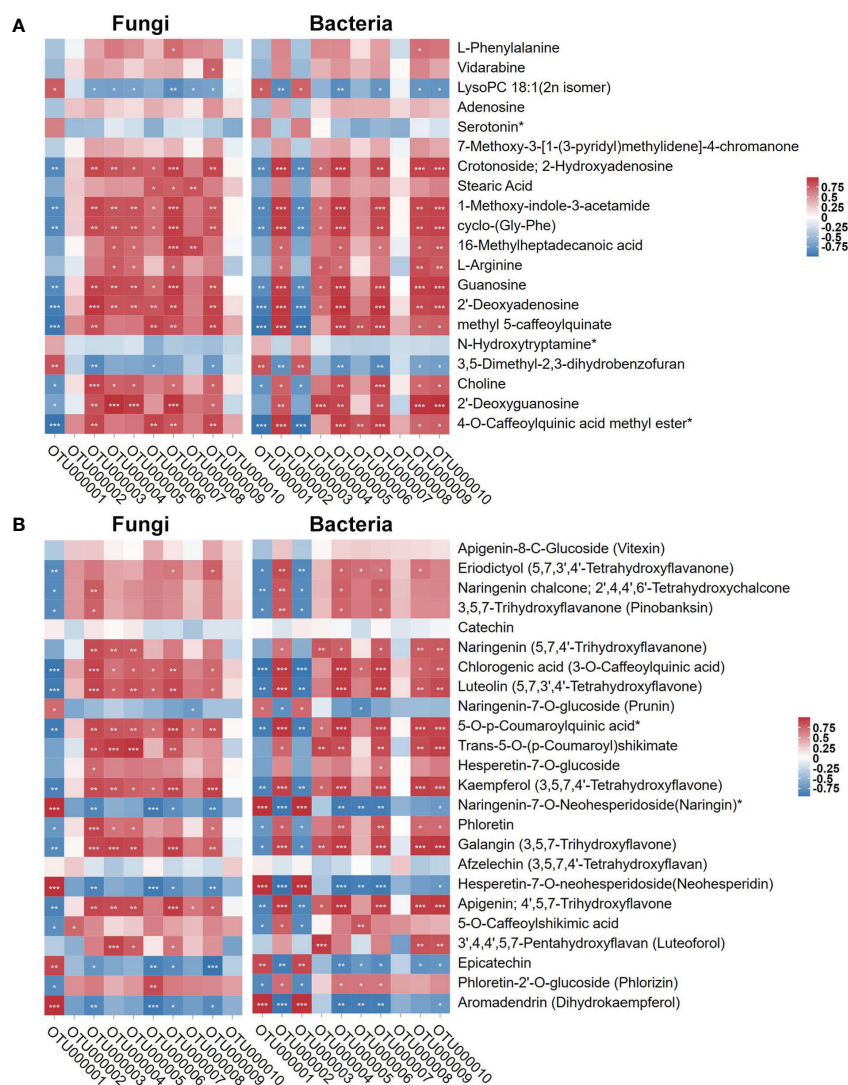 A
Fungi
Bacteria
L-Phenylalanine
Vidarabine
LysoPC 18:1(2n isomer)
Adenosine
Serotonin*
7-Methoxy-3-[1-(3-pyridyl)methylidene]-4-chromanone
Crotonoside; 2-Hydroxyadenosine
Stearic Acid
1-Methoxy-indole-3-acetamide
cyclo-(Gly-Phe)
16-Methylheptadecanoic acid
L-Arginine
Guanosine
2'-Deoxyadenosine
methyl 5-caffeoylquinate
N-Hydroxytryptamine*
3,5-Dimethyl-2,3-dihydrobenzofuran
Choline
2'-Deoxyguanosine
4-O-Caffeoylquinic acid methyl ester*
0.75
0.5
0.25
0
-0.25
-0.5
-0.75
OTU000001
OTU000002
OTU000003
OTU000004
OTU000005
OTU000006
OTU000007
OTU000008
OTU000009
OTU000010
OTU000001
OTU000002
OTU000003
OTU000004
OTU000005
OTU000006
OTU000007
OTU000008
OTU000009
OTU000010
B
Fungi
Bacteria
Apigenin-8-C-Glucoside (Vitexin)
Eriodictyol (5,7,3',4'-Tetrahydroxyflavanone)
Naringenin chalcone; 2',4,4',6'-Tetrahydroxychalcone
3,5,7-Trihydroxyflavanone (Pinobanksin)
Catechin
Naringenin (5,7,4'-Trihydroxyflavanone)
Chlorogenic acid (3-O-Caffeoylquinic acid)
Luteolin (5,7,3',4'-Tetrahydroxyflavone)
Naringenin-7-O-glucoside (Prunin)
5-O-p-Coumaroylquinic acid*
Trans-5-O-(p-Coumaroyl)shikimate
Hesperetin-7-O-glucoside
Kaempferol (3,5,7,4'-Tetrahydroxyflavone)
Naringenin-7-O-Neohesperidoside(Naringin)*
Phloretin
Galangin (3,5,7-Trihydroxyflavone)
Afzelechin (3,5,7,4'-Tetrahydroxyflavan)
Hesperetin-7-O-neohesperidoside(Neohesperidin)
Apigenin; 4',5,7-Trihydroxyflavone
5-O-Caffeoylshikimic acid
3',4,4',5,7-Pentahydroxyflavan (Luteoforol)
Epicatechin
Phloretin-2'-O-glucoside (Phlorizin)
Aromadendrin (Dihydrokaempferol)
0.75
0.5
0.25
0
-0.25
-0.5
-0.75
OTU000001
OTU000002
OTU000003
OTU000004
OTU000005
OTU000006
OTU000007
OTU000008
OTU000009
OTU000010
OTU000001
OTU000002
OTU000003
OTU000004
OTU000005
OTU000006
OTU000007
OTU000008
OTU000009
OTU000010